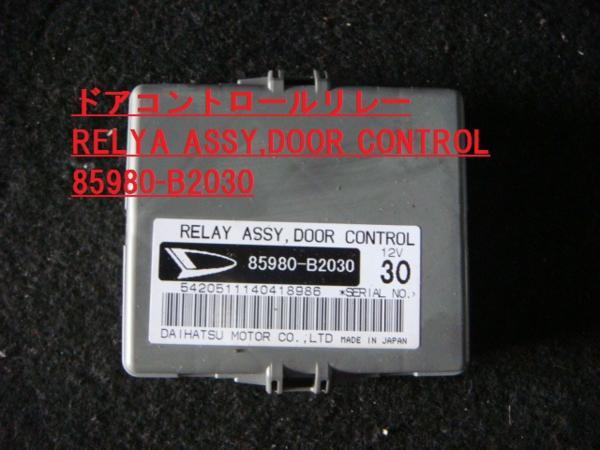 ドアコントロールリレー
RELYA ASSY,DOOR CONTROL
85980-B2030
RELAY ASSY,DOOR CONTROL
85980-B2030
12V
30
5420511140418986 *SERIAL NO.>
DAIHATSU MOTOR CO.,LTD MADE IN JAPAN